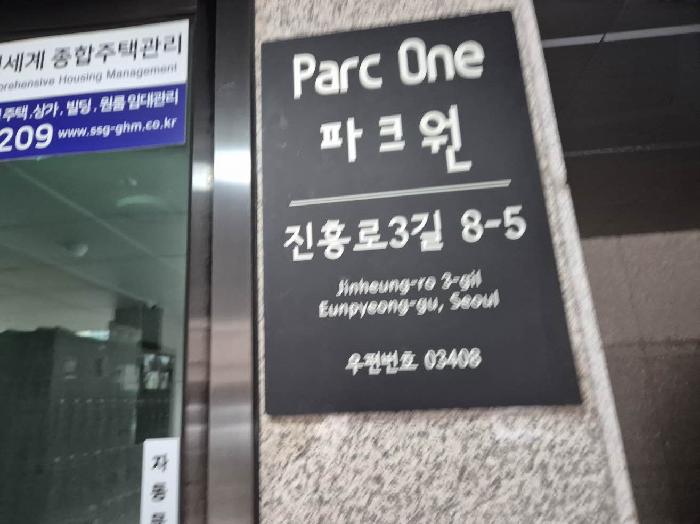 세계 종합주택관리
prehensive Housing Management
주택.상가.빌딩.원룸 임대관리
209 www.ssg-ghm.co.kr
Parc One
파크원
진흥로3길 8-5
Jinheung-ro 3-gil
Eunpyeong-gu, Seoul
우편번호 03408
자동